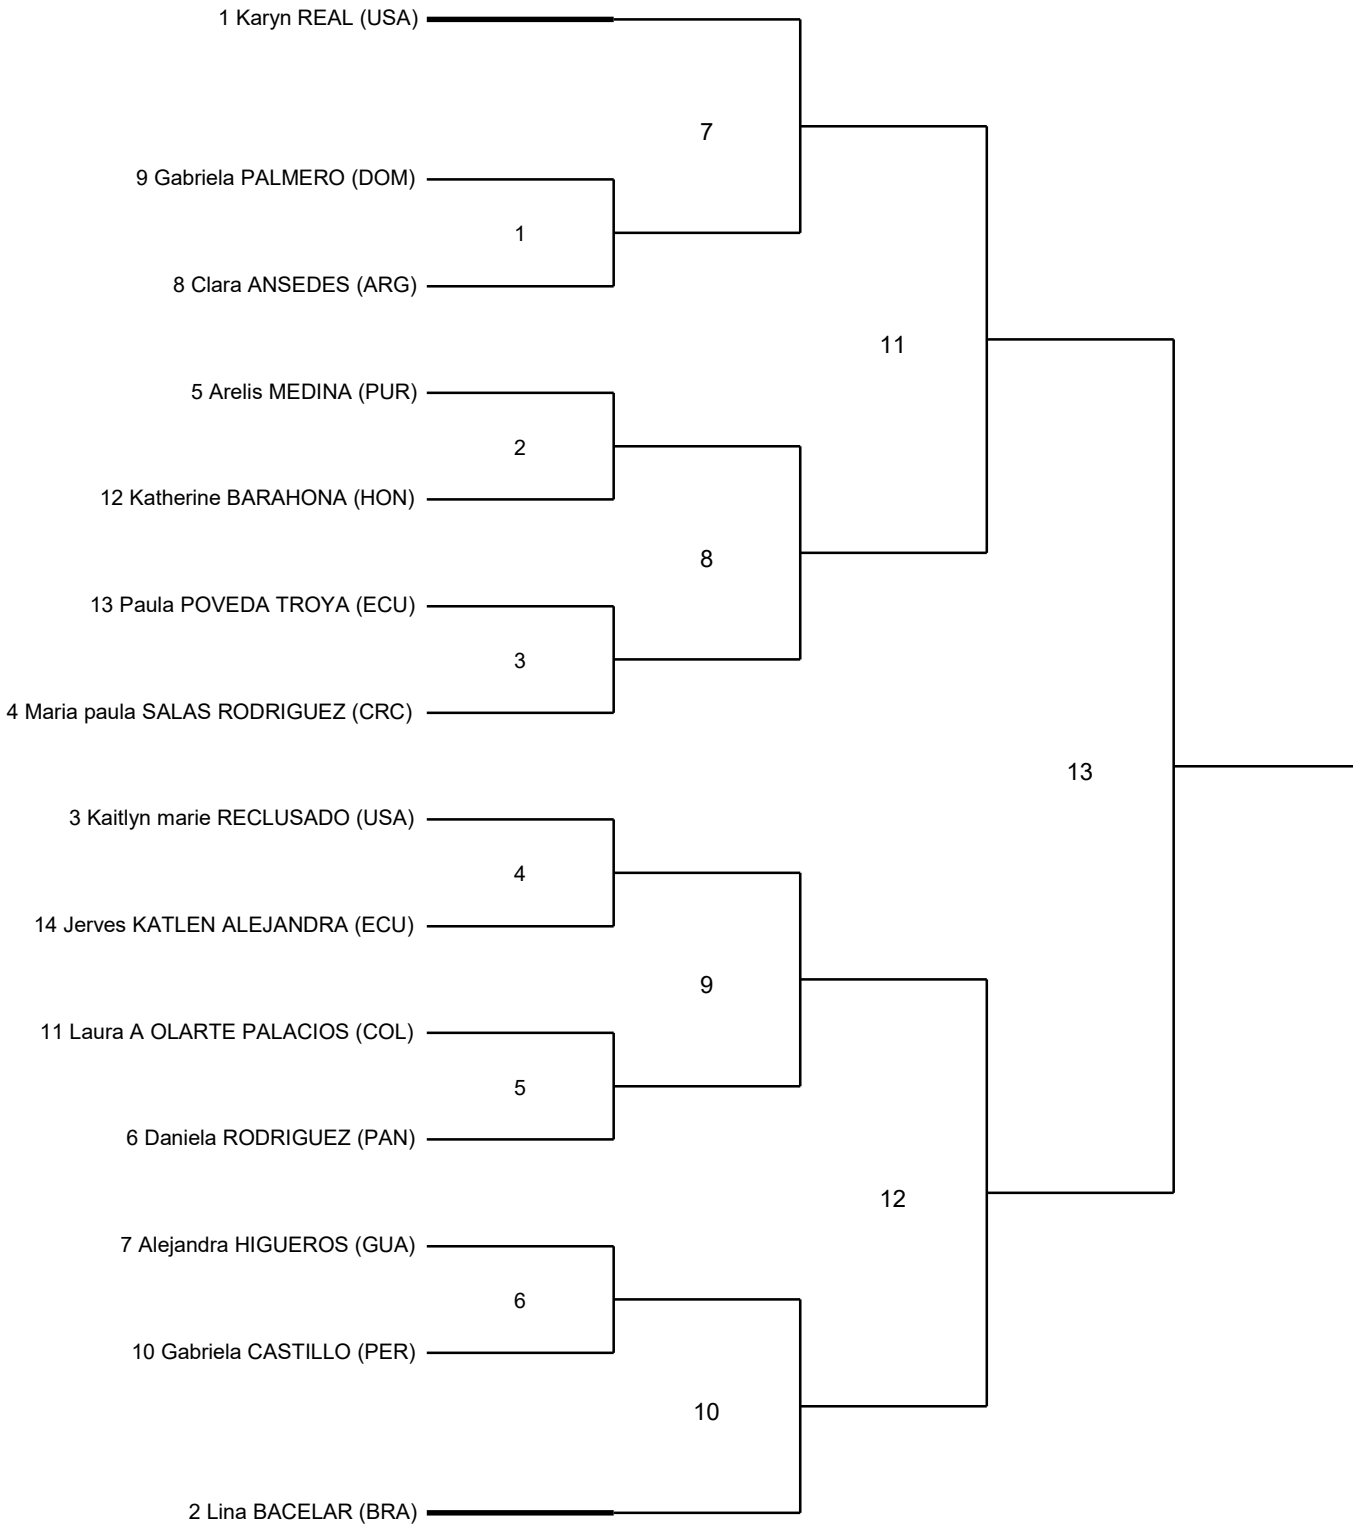 1 Karyn REAL (USA)
7
9 Gabriela PALMERO (DOM)
1
8 Clara ANSEDES (ARG)
11
5 Arelis MEDINA (PUR)
2
12 Katherine BARAHONA (HON)
8
13 Paula POVEDA TROYA (ECU)
3
4 Maria paula SALAS RODRIGUEZ (CRC)
13
3 Kaitlyn marie RECLUSADO (USA)
4
14 Jerves KATLEN ALEJANDRA (ECU)
9
11 Laura A OLARTE PALACIOS (COL)
5
6 Daniela RODRIGUEZ (PAN)
12
7 Alejandra HIGUEROS (GUA)
6
10 Gabriela CASTILLO (PER)
10
2 Lina BACELAR (BRA)